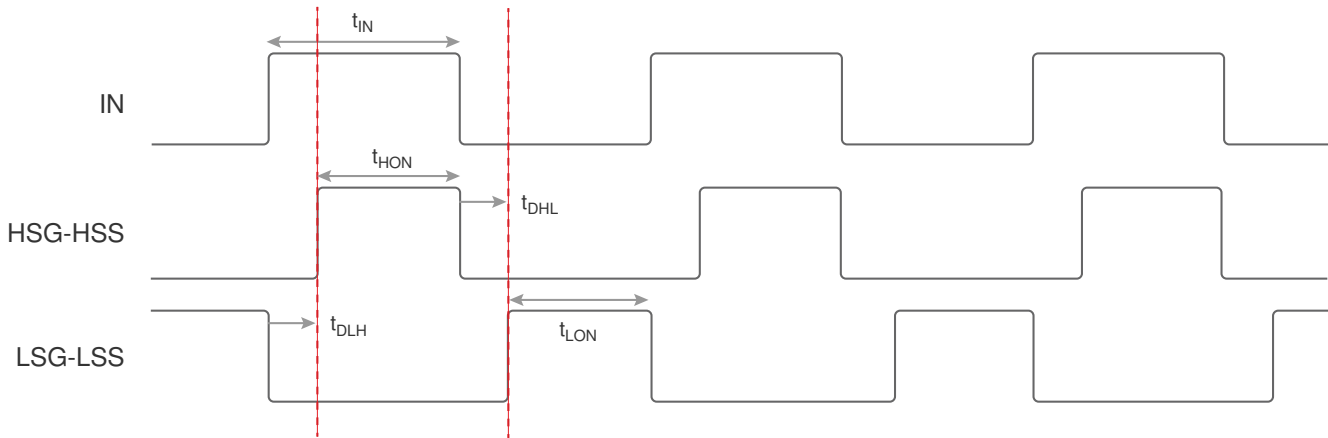 tIN
IN
tHON
tDHL
HSG-HSS
tDLH
tLON
LSG-LSS